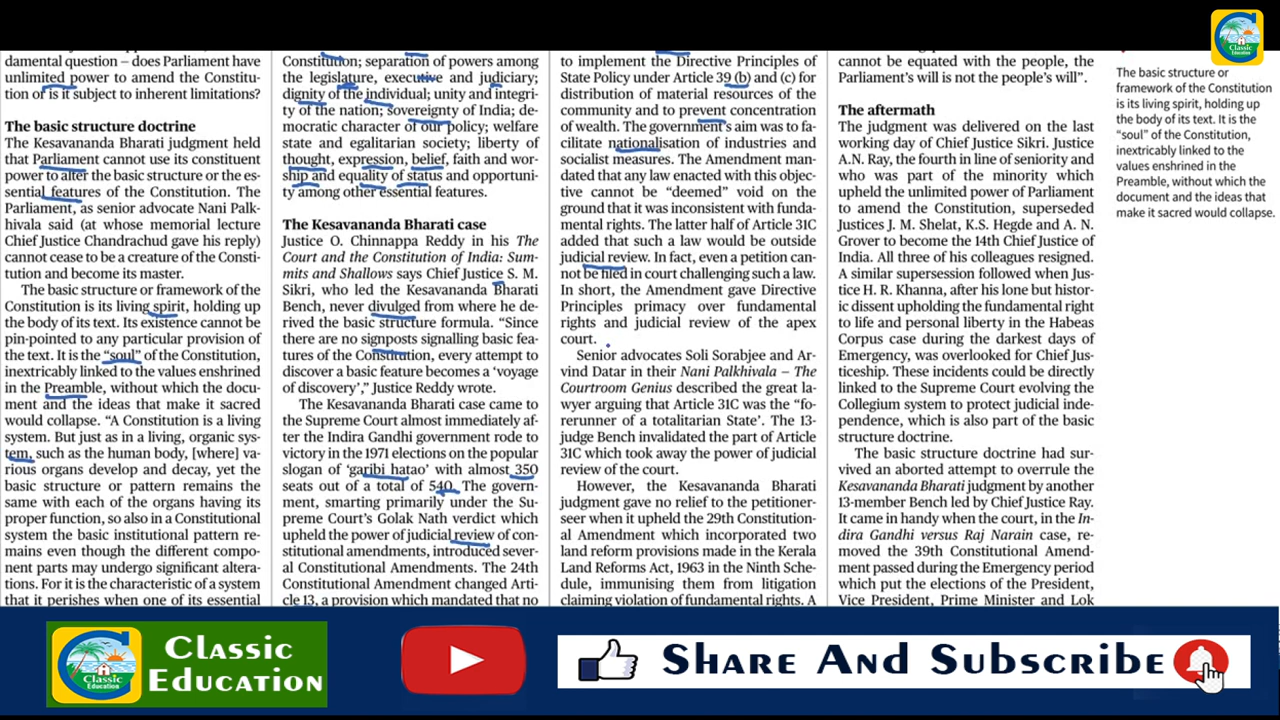 damental question — does Parliament have
unlimited power to amend the Constitu-
tion or is it subject to inherent limitations?
The basic structure doctrine
The Kesavananda Bharati judgment held
that Parliament cannot use its constituent
power to alter the basic structure or the es-
sential features of the Constitution. The
Parliament, as senior advocate Nani Palk-
hivala said (at whose memorial lecture
Chief Justice Chandrachud gave his reply)
cannot cease to be a creature of the Consti-
tution and become its master.
The basic structure or framework of the
Constitution is its living spirit, holding up
the body of its text. Its existence cannot be
pin-pointed to any particular provision of
the text. It is the “soul” of the Constitution,
inextricably linked to the values enshrined
in the Preamble, without which the docu-
ment and the ideas that make it sacred
would collapse. “A Constitution is a living
system. But just as in a living, organic sys-
tem, such as the human body, [where] va-
rious organs develop and decay, yet the
basic structure or pattern remains the
same with each of the organs having its
proper function, so also in a Constitutional
system the basic institutional pattern re-
mains even though the different compo-
nent parts may undergo significant altera-
tions. For it is the characteristic of a system
that it perishes when one of its essential
Constitution; separation of powers among
the legislature, executive and judiciary;
dignity of the individual; unity and integri-
ty of the nation; sovereignty of India; de-
mocratic character of our policy; welfare
state and egalitarian society; liberty of
thought, expression, belief, faith and wor-
ship and equality of status and opportuni-
ty among other essential features.
The Kesavananda Bharati case
Justice O. Chinnappa Reddy in his The
Court and the Constitution of India: Sum-
mits and Shallows says Chief Justice S. M.
Sikri, who led the Kesavananda Bharati
Bench, never divulged from where he de-
rived the basic structure formula. “Since
there are no signposts signalling basic fea-
tures of the Constitution, every attempt to
discover a basic feature becomes a ‘voyage
of discovery’,” Justice Reddy wrote.
The Kesavananda Bharati case came to
the Supreme Court almost immediately af-
ter the Indira Gandhi government rode to
victory in the 1971 elections on the popular
slogan of ‘garibi hatao’ with almost 350
seats out of a total of 540. The govern-
ment, smarting primarily under the Su-
preme Court’s Golak Nath verdict which
upheld the power of judicial review of con-
stitutional amendments, introduced sever-
al Constitutional Amendments. The 24th
Constitutional Amendment changed Arti-
cle 13, a provision which mandated that no
to implement the Directive Principles of
State Policy under Article 39 (b) and (c) for
distribution of material resources of the
community and to prevent concentration
of wealth. The government’s aim was to fa-
cilitate nationalisation of industries and
socialist measures. The Amendment man-
dated that any law enacted with this objec-
tive cannot be “deemed” void on the
ground that it was inconsistent with funda-
mental rights. The latter half of Article 31C
added that such a law would be outside
judicial review. In fact, even a petition can-
not be filed in court challenging such a law.
In short, the Amendment gave Directive
Principles primacy over fundamental
rights and judicial review of the apex
court.
Senior advocates Soli Sorabjee and Ar-
vind Datar in their Nani Palkhivala – The
Courtroom Genius described the great la-
wyer arguing that Article 31C was the “fo-
rerunner of a totalitarian State’. The 13-
judge Bench invalidated the part of Article
31C which took away the power of judicial
review of the court.
However, the Kesavananda Bharati
judgment gave no relief to the petitioner-
seer when it upheld the 29th Constitution-
al Amendment which incorporated two
land reform provisions made in the Kerala
Land Reforms Act, 1963 in the Ninth Sche-
dule, immunising them from litigation
claiming violation of fundamental rights. A
cannot be equated with the people, the
Parliament’s will is not the people’s will”.
The aftermath
The judgment was delivered on the last
working day of Chief Justice Sikri. Justice
A.N. Ray, the fourth in line of seniority and
who was part of the minority which
upheld the unlimited power of Parliament
to amend the Constitution, superseded
Justices J. M. Shelat, K.S. Hegde and A. N.
Grover to become the 14th Chief Justice of
India. All three of his colleagues resigned.
A similar supersession followed when Jus-
tice H. R. Khanna, after his lone but histor-
ic dissent upholding the fundamental right
to life and personal liberty in the Habeas
Corpus case during the darkest days of
Emergency, was overlooked for Chief Jus-
ticeship. These incidents could be directly
linked to the Supreme Court evolving the
Collegium system to protect judicial inde-
pendence, which is also part of the basic
structure doctrine.
The basic structure doctrine had sur-
vived an aborted attempt to overrule the
Kesavananda Bharati judgment by another
13-member Bench led by Chief Justice Ray.
It came in handy when the court, in the In-
dira Gandhi versus Raj Narain case, re-
moved the 39th Constitutional Amend-
ment passed during the Emergency period
which put the elections of the President,
Vice President, Prime Minister and Lok
The basic structure or
framework of the Constitution
is its living spirit, holding up
the body of its text. It is the
“soul” of the Constitution,
inextricably linked to the
values enshrined in the
Preamble, without which the
document and the ideas that
make it sacred would collapse.
Classic
Education
Classic
Education
Classic
Education
Share And Subscribe